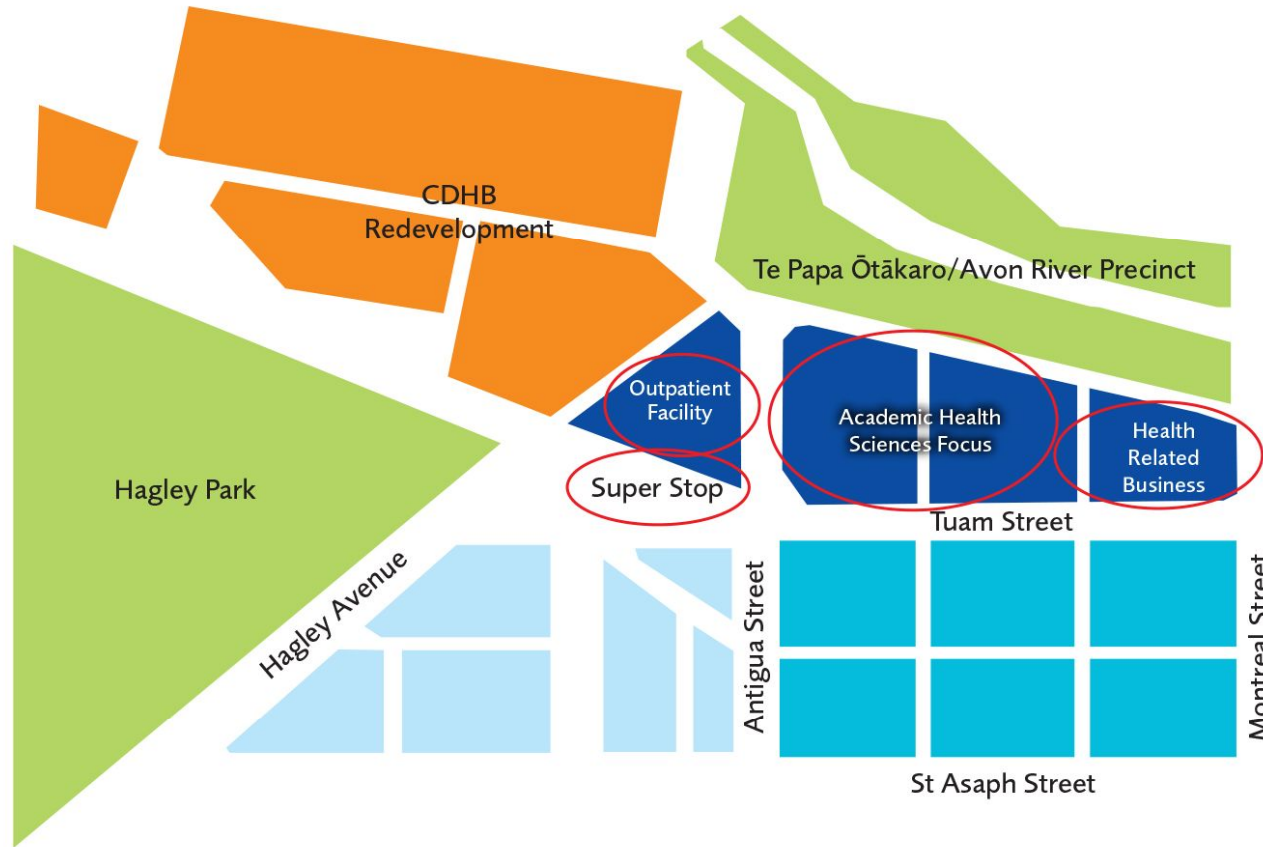 CDHB
Redevelopment
Te Papa Ōtākaro/Avon River Precinct
Outpatient
Facility
Academic Health
Sciences Focus
Health
Related
Business
Hagley Park
Super Stop
Tuam Street
Hagley Avenue
Antigua Street
Montreal Street
St Asaph Street